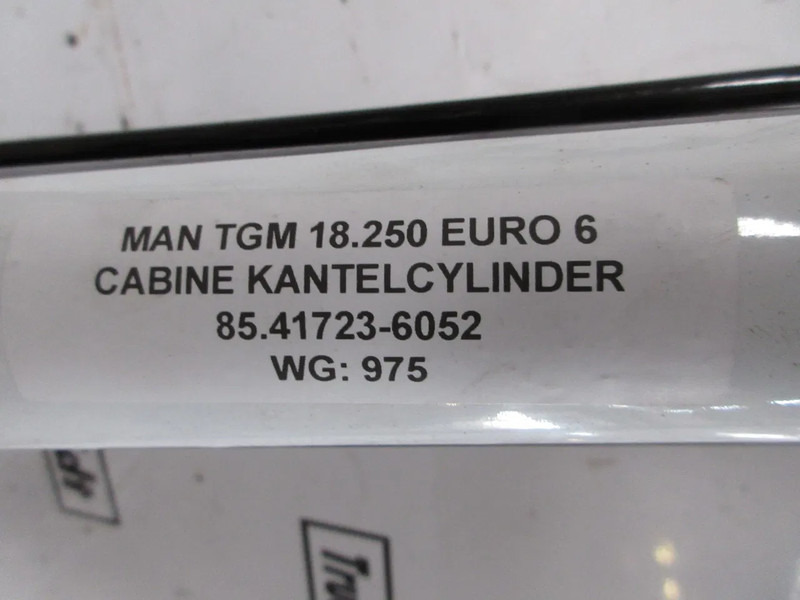 MAN TGM 18.250 EURO 6
CABINE KANTELCYLINDER
85.41723-6052
WG: 975